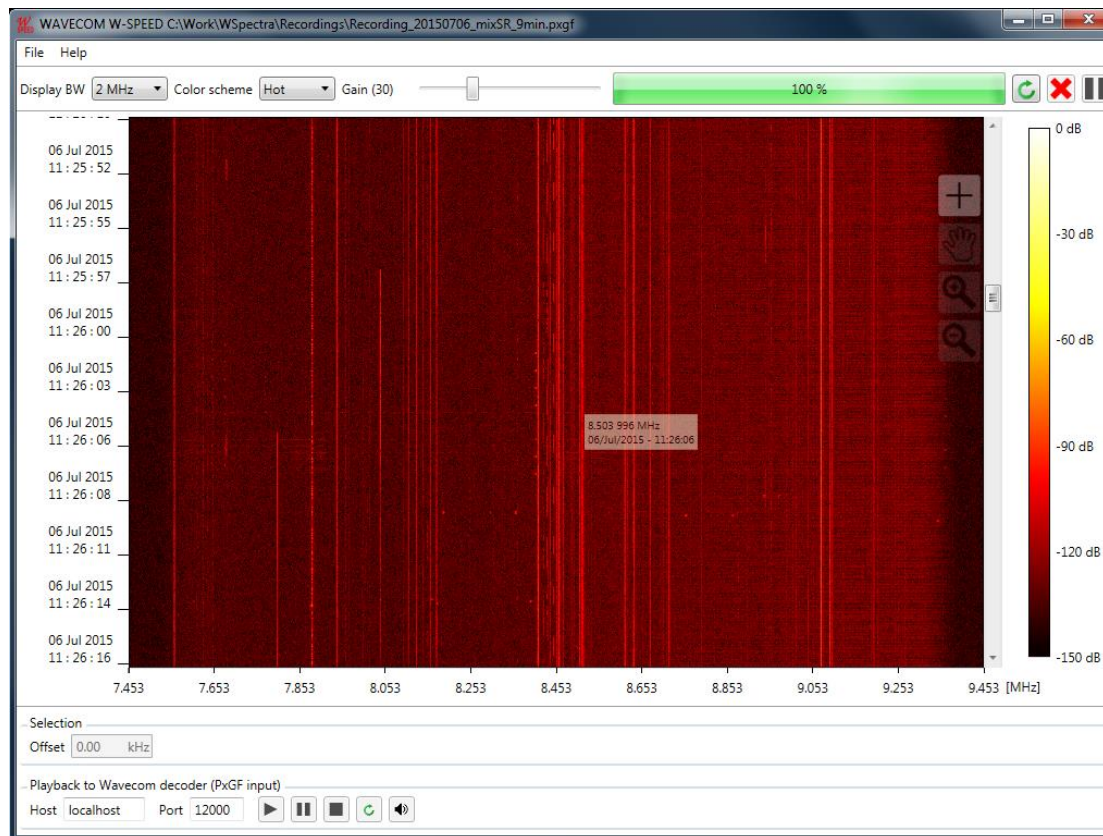 WAVECOM W-SPEED C:\Work\WSpectra\Recordings\Recording_20150706_mixSR_9min.pxgf
File Help
Display BW 2 MHz Color scheme Hot Gain (30) 100 %
0 dB
-30 dB
-60 dB
-90 dB
-120 dB
-150 dB
06 Jul 2015
11 : 25 : 52
06 Jul 2015
11 : 25 : 55
06 Jul 2015
11 : 25 : 57
06 Jul 2015
11 : 26 : 00
06 Jul 2015
11 : 26 : 03
06 Jul 2015
11 : 26 : 06
06 Jul 2015
11 : 26 : 08
06 Jul 2015
11 : 26 : 11
06 Jul 2015
11 : 26 : 14
06 Jul 2015
11 : 26 : 16
8.503 996 MHz
06/Jul/2015 - 11:26:06
7.453 7.653 7.853 8.053 8.253 8.453 8.653 8.853 9.053 9.253 9.453 [MHz]
Selection
Offset 0.00 kHz
Playback to Wavecom decoder (PxGF input)
Host localhost Port 12000